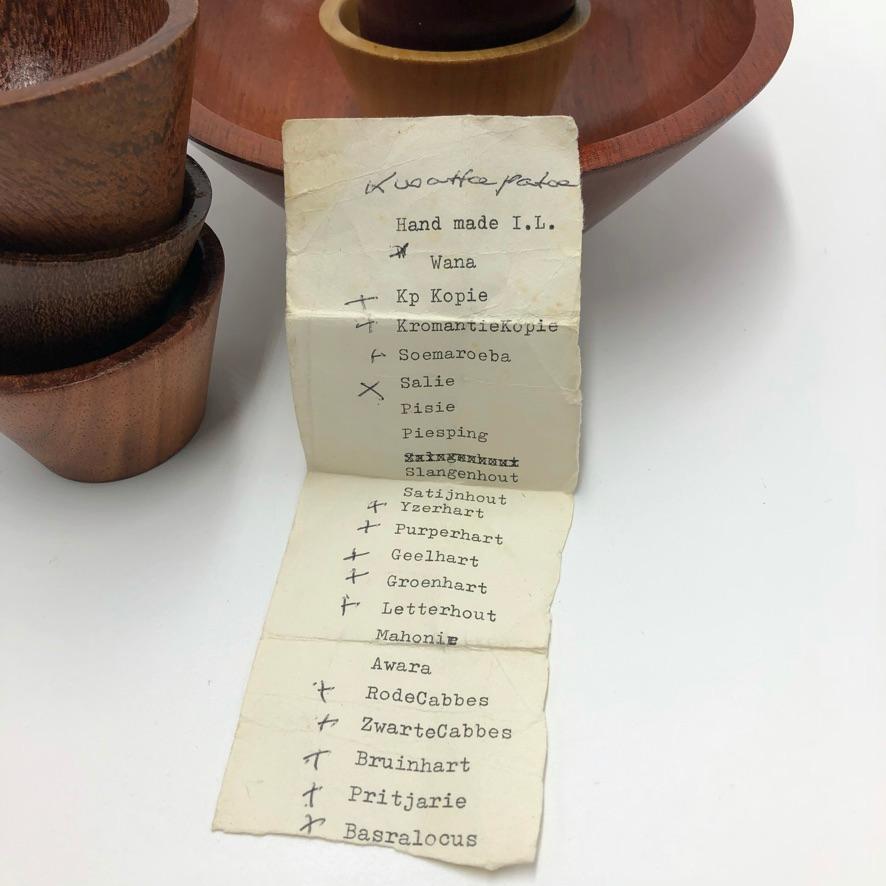 Hand made I.L.
Wana
Kp Kopie
KromantieKopie
Soemaroeba
Salie
Pisie
Piesping
Slangenhout
Satijnhout
Yzerhart
Purperhart
Geelhart
Groenhart
Letterhout
Mahonie
Awara
RodeCabbes
ZwarteCabbes
Bruinhart
Pritjarie
Basralocus